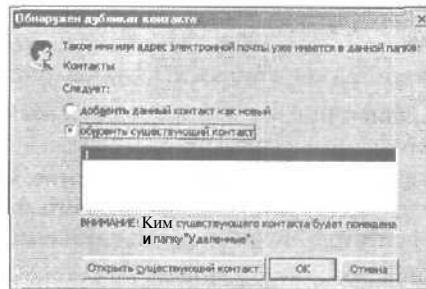 Обнаружен дубликат контакта
Такое имя или адрес электронной почты уже имеется в данной папке:
Контакты
Следует:
добавить данный контакт как новый
обновить существующий контакт
ВНИМАНИЕ: Ким существующего контакта будет помещена
и папку "Удаленные".
Открыть существующий контакт
ОК
Отмена